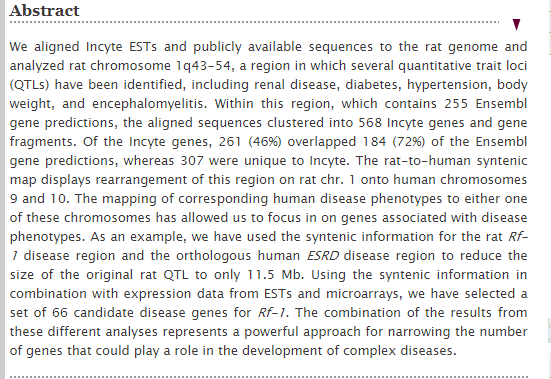 Abstract
We aligned Incyte ESTs and publicly available sequences to the rat genome and
analyzed rat chromosome 1q43–54, a region in which several quantitative trait loci
(QTLs) have been identified, including renal disease, diabetes, hypertension, body
weight, and encephalomyelitis. Within this region, which contains 255 Ensembl
gene predictions, the aligned sequences clustered into 568 Incyte genes and gene
fragments. Of the Incyte genes, 261 (46%) overlapped 184 (72%) of the Ensembl
gene predictions, whereas 307 were unique to Incyte. The rat-to-human syntenic
map displays rearrangement of this region on rat chr. 1 onto human chromosomes
9 and 10. The mapping of corresponding human disease phenotypes to either one
of these chromosomes has allowed us to focus in on genes associated with disease
phenotypes. As an example, we have used the syntenic information for the rat Rf-
1 disease region and the orthologous human ESRD disease region to reduce the
size of the original rat QTL to only 11.5 Mb. Using the syntenic information in
combination with expression data from ESTs and microarrays, we have selected a
set of 66 candidate disease genes for Rf-1. The combination of the results from
these different analyses represents a powerful approach for narrowing the number
of genes that could play a role in the development of complex diseases.